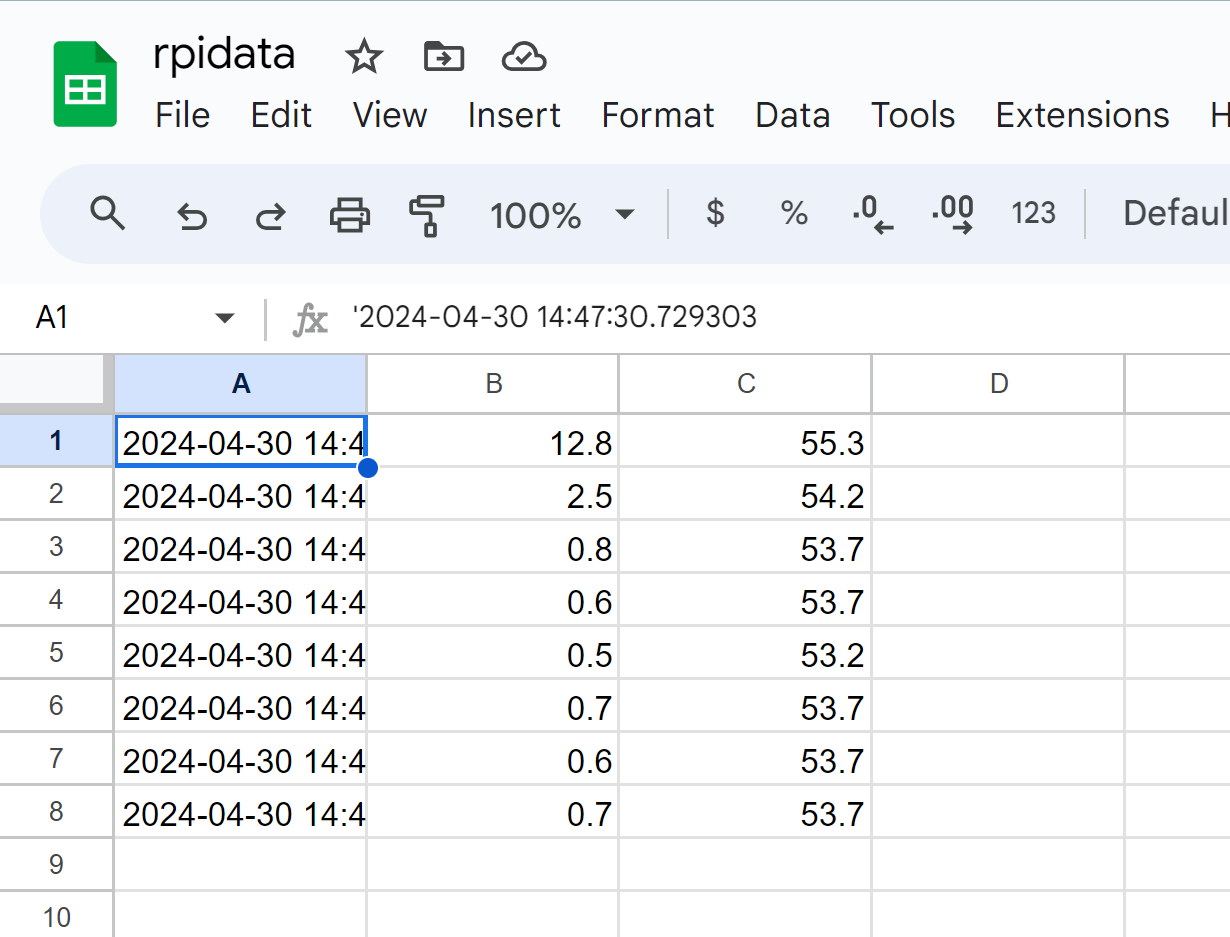 rpidata
File Edit View Insert Format Data Tools Extensions H
100% $ % .0 .00 123 Defaul
A1 fx '2024-04-30 14:47:30.729303
A B C D
1 2024-04-30 14:4 12.8 55.3
2 2024-04-30 14:4 2.5 54.2
3 2024-04-30 14:4 0.8 53.7
4 2024-04-30 14:4 0.6 53.7
5 2024-04-30 14:4 0.5 53.2
6 2024-04-30 14:4 0.7 53.7
7 2024-04-30 14:4 0.6 53.7
8 2024-04-30 14:4 0.7 53.7
9
10